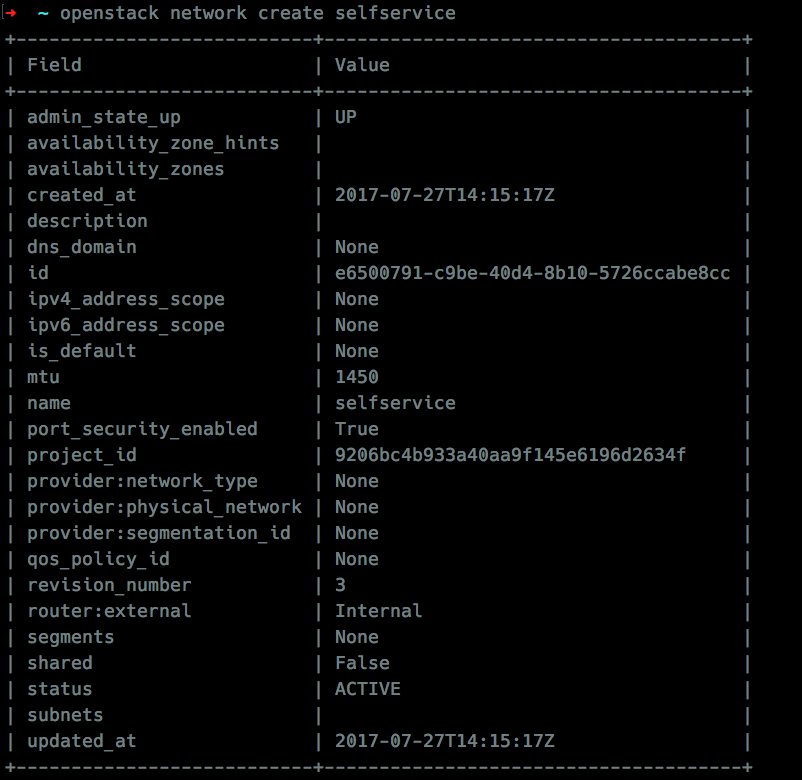 ➜  ~ openstack network create selfservice
+---------------------------+--------------------------------------+
| Field                     | Value                                |
+---------------------------+--------------------------------------+
| admin_state_up            | UP                                   |
| availability_zone_hints   |                                      |
| availability_zones        |                                      |
| created_at                | 2017-07-27T14:15:17Z                 |
| description               |                                      |
| dns_domain                | None                                 |
| id                        | e6500791-c9be-40d4-8b10-5726ccabe8cc |
| ipv4_address_scope        | None                                 |
| ipv6_address_scope        | None                                 |
| is_default                | None                                 |
| mtu                       | 1450                                 |
| name                      | selfservice                          |
| port_security_enabled     | True                                 |
| project_id                | 9206bc4b933a40aa9f145e6196d2634f     |
| provider:network_type     | None                                 |
| provider:physical_network | None                                 |
| provider:segmentation_id  | None                                 |
| qos_policy_id             | None                                 |
| revision_number           | 3                                    |
| router:external           | Internal                             |
| segments                  | None                                 |
| shared                    | False                                |
| status                    | ACTIVE                               |
| subnets                   |                                      |
| updated_at                | 2017-07-27T14:15:17Z                 |
+---------------------------+--------------------------------------+